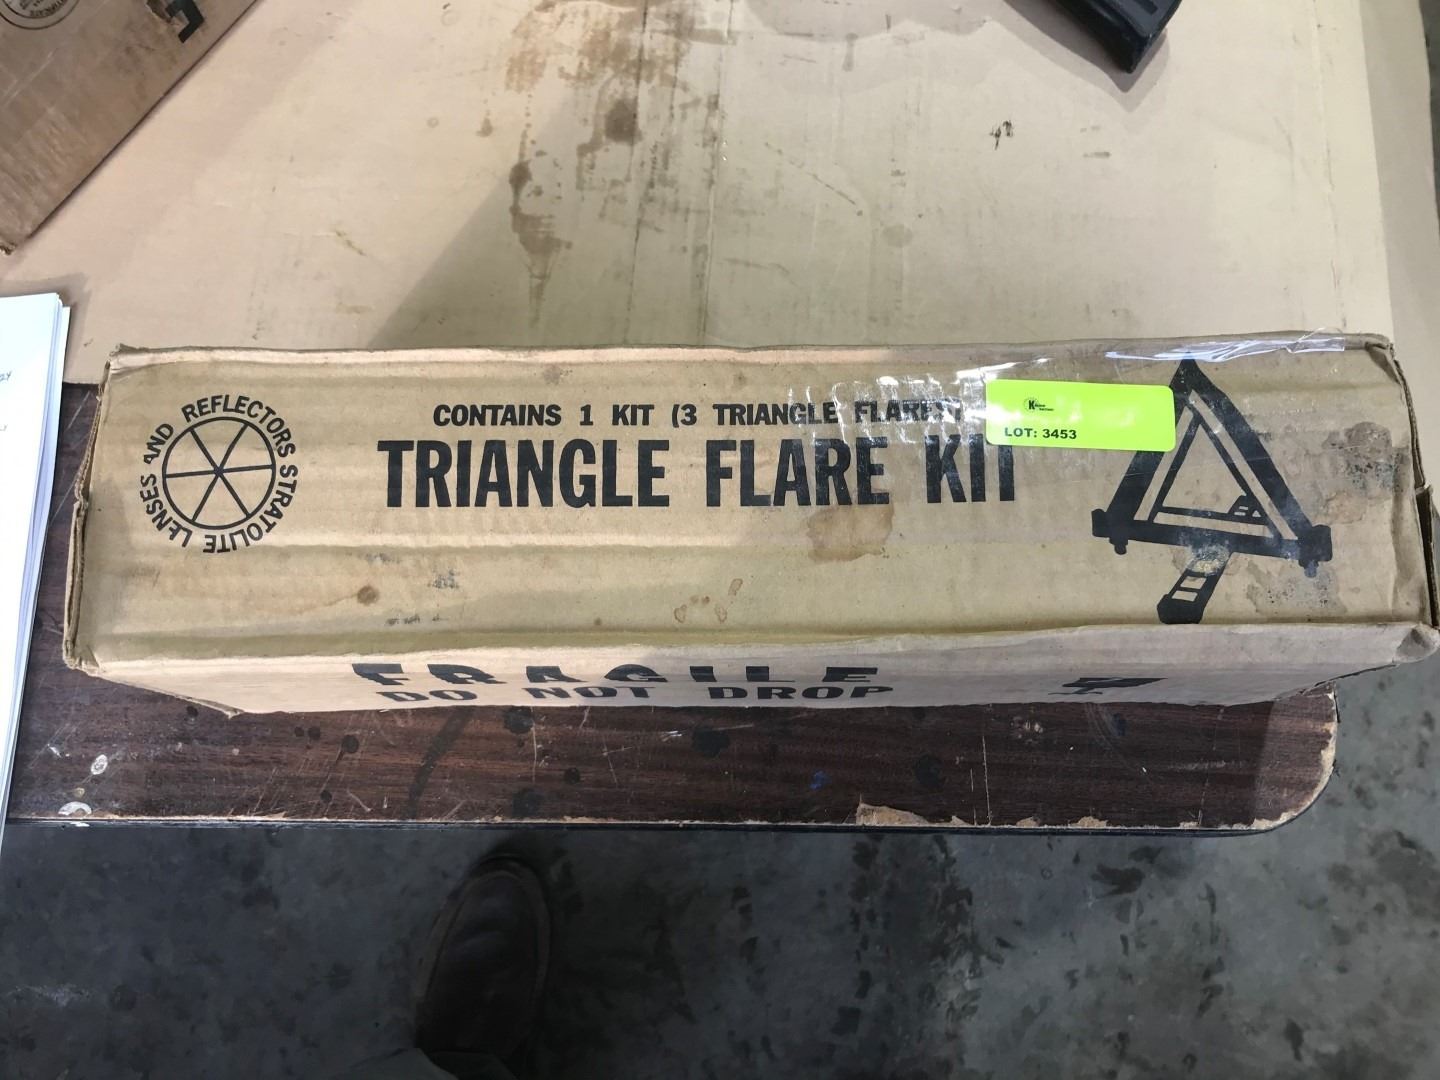 CONTAINS 1 KIT (3 TRIANGLE FLARES)
TRIANGLE FLARE KIT
STRATOLITE LENSES AND REFLECTORS
LOT: 3453
FRAGILE
DO NOT DROP